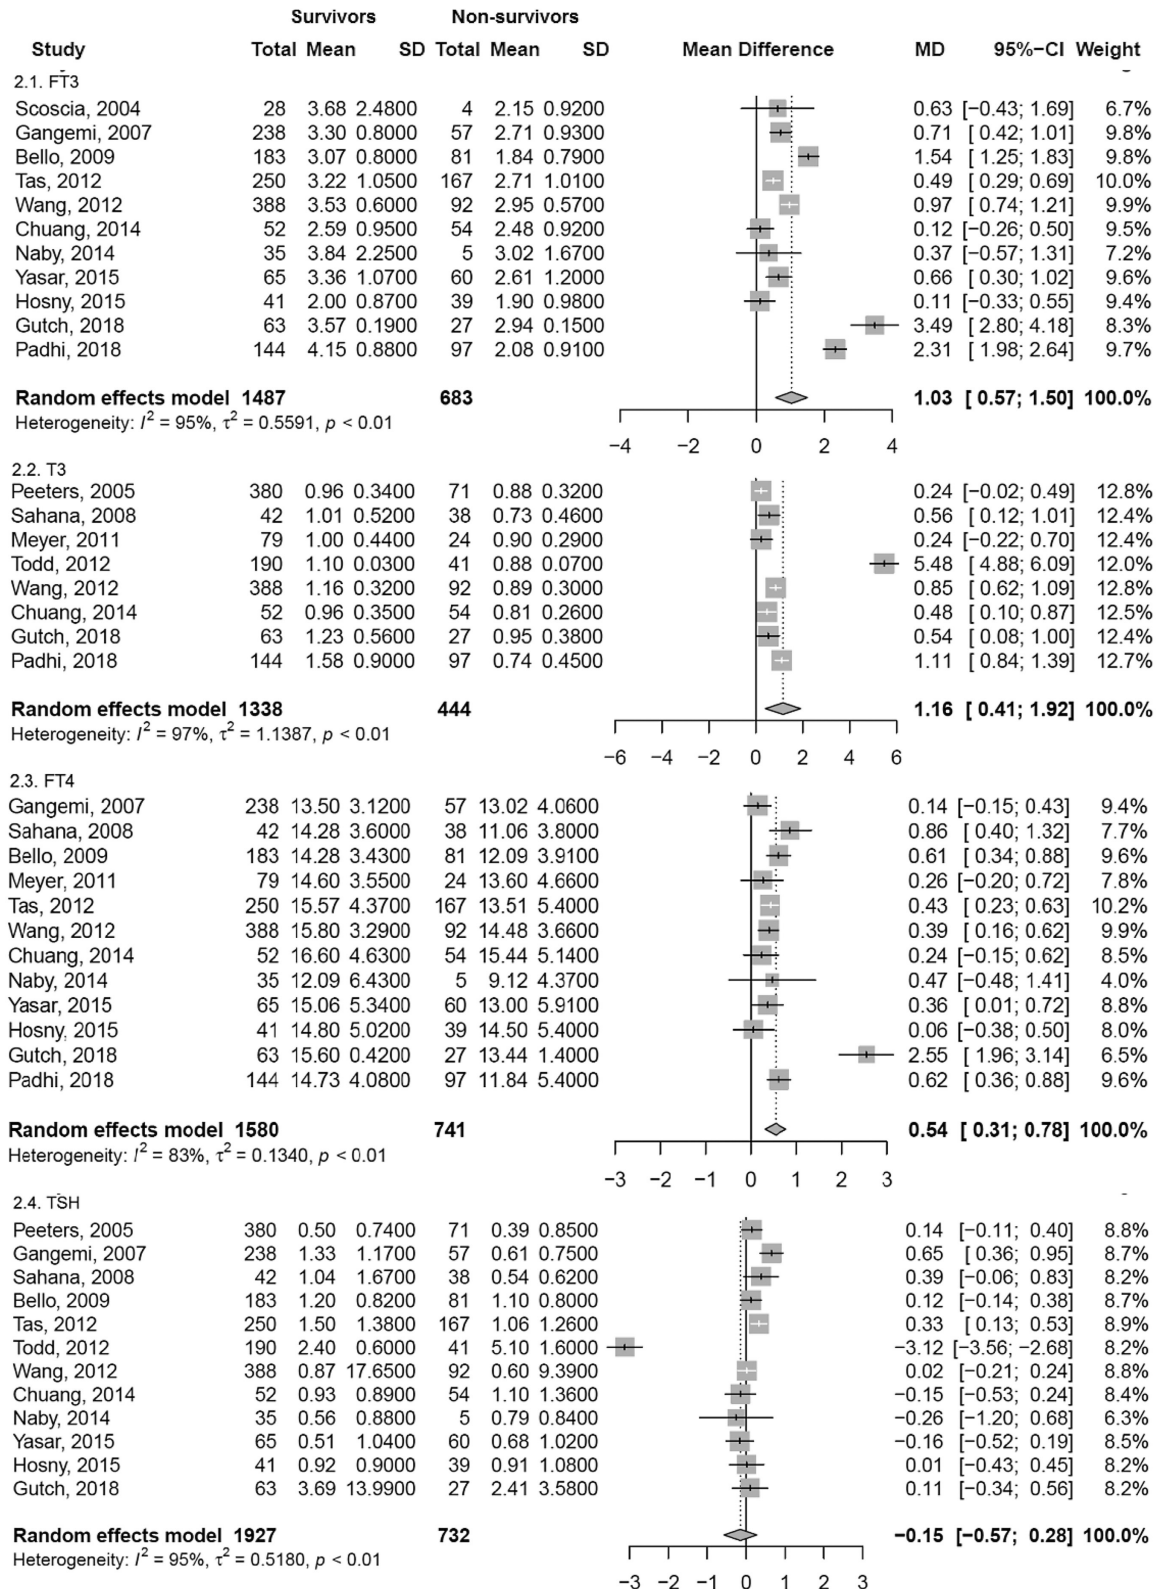 Survivors Non-survivors
Study Total Mean SD Total Mean SD Mean Difference MD 95%−CI Weight
2.1. FT3
Scoscia, 2004 28 3.68 2.4800 4 2.15 0.9200 0.63 [−0.43; 1.69] 6.7%
Gangemi, 2007 238 3.30 0.8000 57 2.71 0.9300 0.71 [ 0.42; 1.01] 9.8%
Bello, 2009 183 3.07 0.8000 81 1.84 0.7900 1.54 [ 1.25; 1.83] 9.8%
Tas, 2012 250 3.22 1.0500 167 2.71 1.0100 0.49 [ 0.29; 0.69] 10.0%
Wang, 2012 388 3.53 0.6000 92 2.95 0.5700 0.97 [ 0.74; 1.21] 9.9%
Chuang, 2014 52 2.59 0.9500 54 2.48 0.9200 0.12 [−0.26; 0.50] 9.5%
Naby, 2014 35 3.84 2.2500 5 3.02 1.6700 0.37 [−0.57; 1.31] 7.2%
Yasar, 2015 65 3.36 1.0700 60 2.61 1.2000 0.66 [ 0.30; 1.02] 9.6%
Hosny, 2015 41 2.00 0.8700 39 1.90 0.9800 0.11 [−0.33; 0.55] 9.4%
Gutch, 2018 63 3.57 0.1900 27 2.94 0.1500 3.49 [ 2.80; 4.18] 8.3%
Padhi, 2018 144 4.15 0.8800 97 2.08 0.9100 2.31 [ 1.98; 2.64] 9.7%
Random effects model 1487 683 1.03 [ 0.57; 1.50] 100.0%
Heterogeneity: I² = 95%, τ² = 0.5591, p < 0.01
−4 −2 0 2 4
2.2. T3
Peeters, 2005 380 0.96 0.3400 71 0.88 0.3200 0.24 [−0.02; 0.49] 12.8%
Sahana, 2008 42 1.01 0.5200 38 0.73 0.4600 0.56 [ 0.12; 1.01] 12.4%
Meyer, 2011 79 1.00 0.4400 24 0.90 0.2900 0.24 [−0.22; 0.70] 12.4%
Todd, 2012 190 1.10 0.0300 41 0.88 0.0700 5.48 [ 4.88; 6.09] 12.0%
Wang, 2012 388 1.16 0.3200 92 0.89 0.3000 0.85 [ 0.62; 1.09] 12.8%
Chuang, 2014 52 0.96 0.3500 54 0.81 0.2600 0.48 [ 0.10; 0.87] 12.5%
Gutch, 2018 63 1.23 0.5600 27 0.95 0.3800 0.54 [ 0.08; 1.00] 12.4%
Padhi, 2018 144 1.58 0.9000 97 0.74 0.4500 1.11 [ 0.84; 1.39] 12.7%
Random effects model 1338 444 1.16 [ 0.41; 1.92] 100.0%
Heterogeneity: I² = 97%, τ² = 1.1387, p < 0.01
−6 −4 −2 0 2 4 6
2.3. FT4
Gangemi, 2007 238 13.50 3.1200 57 13.02 4.0600 0.14 [−0.15; 0.43] 9.4%
Sahana, 2008 42 14.28 3.6000 38 11.06 3.8000 0.86 [ 0.40; 1.32] 7.7%
Bello, 2009 183 14.28 3.4300 81 12.09 3.9100 0.61 [ 0.34; 0.88] 9.6%
Meyer, 2011 79 14.60 3.5500 24 13.60 4.6600 0.26 [−0.20; 0.72] 7.8%
Tas, 2012 250 15.57 4.3700 167 13.51 5.4000 0.43 [ 0.23; 0.63] 10.2%
Wang, 2012 388 15.80 3.2900 92 14.48 3.6600 0.39 [ 0.16; 0.62] 9.9%
Chuang, 2014 52 16.60 4.6300 54 15.44 5.1400 0.24 [−0.15; 0.62] 8.5%
Naby, 2014 35 12.09 6.4300 5 9.12 4.3700 0.47 [−0.48; 1.41] 4.0%
Yasar, 2015 65 15.06 5.3400 60 13.00 5.9100 0.36 [ 0.01; 0.72] 8.8%
Hosny, 2015 41 14.80 5.0200 39 14.50 5.4000 0.06 [−0.38; 0.50] 8.0%
Gutch, 2018 63 15.60 0.4200 27 13.44 1.4000 2.55 [ 1.96; 3.14] 6.5%
Padhi, 2018 144 14.73 4.0800 97 11.84 5.4000 0.62 [ 0.36; 0.88] 9.6%
Random effects model 1580 741 0.54 [ 0.31; 0.78] 100.0%
Heterogeneity: I² = 83%, τ² = 0.1340, p < 0.01
−3 −2 −1 0 1 2 3
2.4. TSH
Peeters, 2005 380 0.50 0.7400 71 0.39 0.8500 0.14 [−0.11; 0.40] 8.8%
Gangemi, 2007 238 1.33 1.1700 57 0.61 0.7500 0.65 [ 0.36; 0.95] 8.7%
Sahana, 2008 42 1.04 1.6700 38 0.54 0.6200 0.39 [−0.06; 0.83] 8.2%
Bello, 2009 183 1.20 0.8200 81 1.10 0.8000 0.12 [−0.14; 0.38] 8.7%
Tas, 2012 250 1.50 1.3800 167 1.06 1.2600 0.33 [ 0.13; 0.53] 8.9%
Todd, 2012 190 2.40 0.6000 41 5.10 1.6000 −3.12 [−3.56; −2.68] 8.2%
Wang, 2012 388 0.87 17.6500 92 0.60 9.3900 0.02 [−0.21; 0.24] 8.8%
Chuang, 2014 52 0.93 0.8900 54 1.10 1.3600 −0.15 [−0.53; 0.24] 8.4%
Naby, 2014 35 0.56 0.8800 5 0.79 0.8400 −0.26 [−1.20; 0.68] 6.3%
Yasar, 2015 65 0.51 1.0400 60 0.68 1.0200 −0.16 [−0.52; 0.19] 8.5%
Hosny, 2015 41 0.92 0.9000 39 0.91 1.0800 0.01 [−0.43; 0.45] 8.2%
Gutch, 2018 63 3.69 13.9900 27 2.41 3.5800 0.11 [−0.34; 0.56] 8.2%
Random effects model 1927 732 −0.15 [−0.57; 0.28] 100.0%
Heterogeneity: I² = 95%, τ² = 0.5180, p < 0.01
−3 −2 −1 0 1 2 3